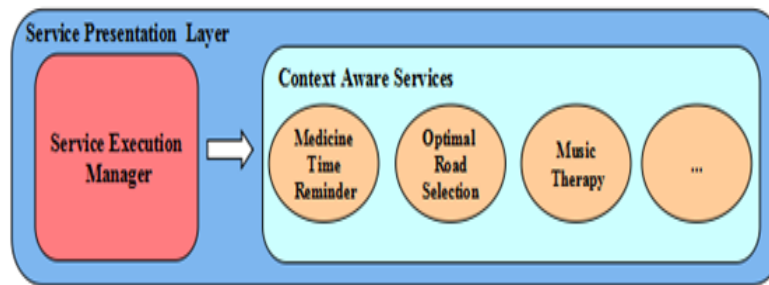 Service Presentation Layer
Service Execution
Manager
Context Aware Services
Medicine
Time
Reminder
Optimal
Road
Selection
Music
Therapy
...